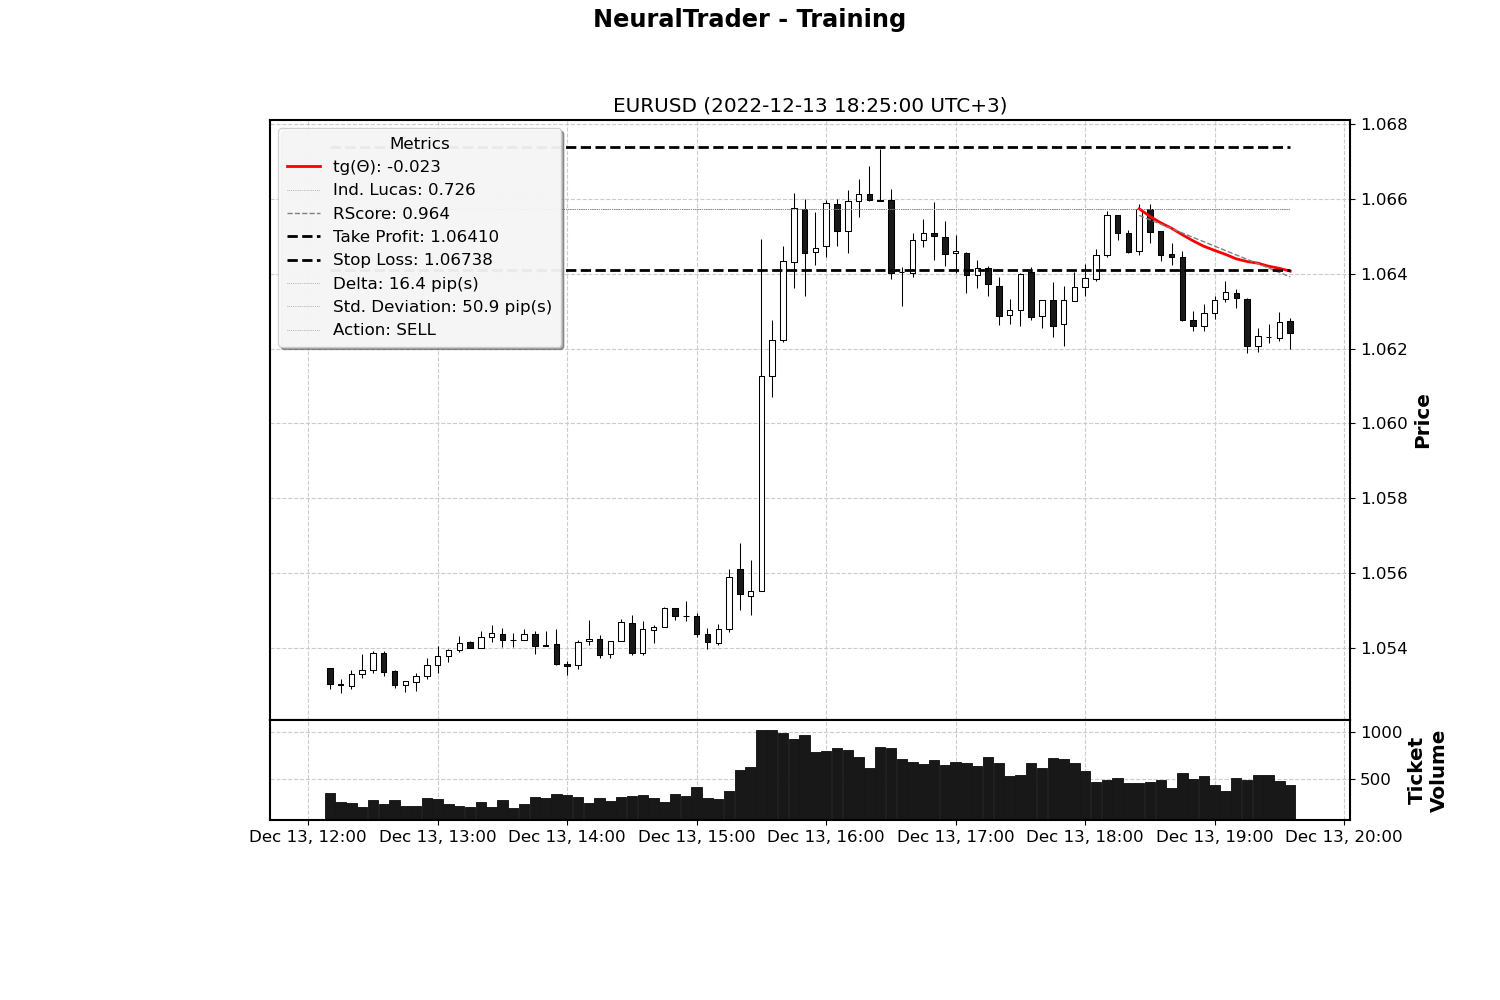 NeuralTrader - Training
EURUSD (2022-12-13 18:25:00 UTC+3)
Metrics
tg(Θ): -0.023
Ind. Lucas: 0.726
RScore: 0.964
Take Profit: 1.06410
Stop Loss: 1.06738
Delta: 16.4 pip(s)
Std. Deviation: 50.9 pip(s)
Action: SELL
1.068
1.066
1.064
1.062
1.060
1.058
1.056
1.054
Price
1000
500
Ticket
Volume
Dec 13, 12:00 Dec 13, 13:00 Dec 13, 14:00 Dec 13, 15:00 Dec 13, 16:00 Dec 13, 17:00 Dec 13, 18:00 Dec 13, 19:00 Dec 13, 20:00